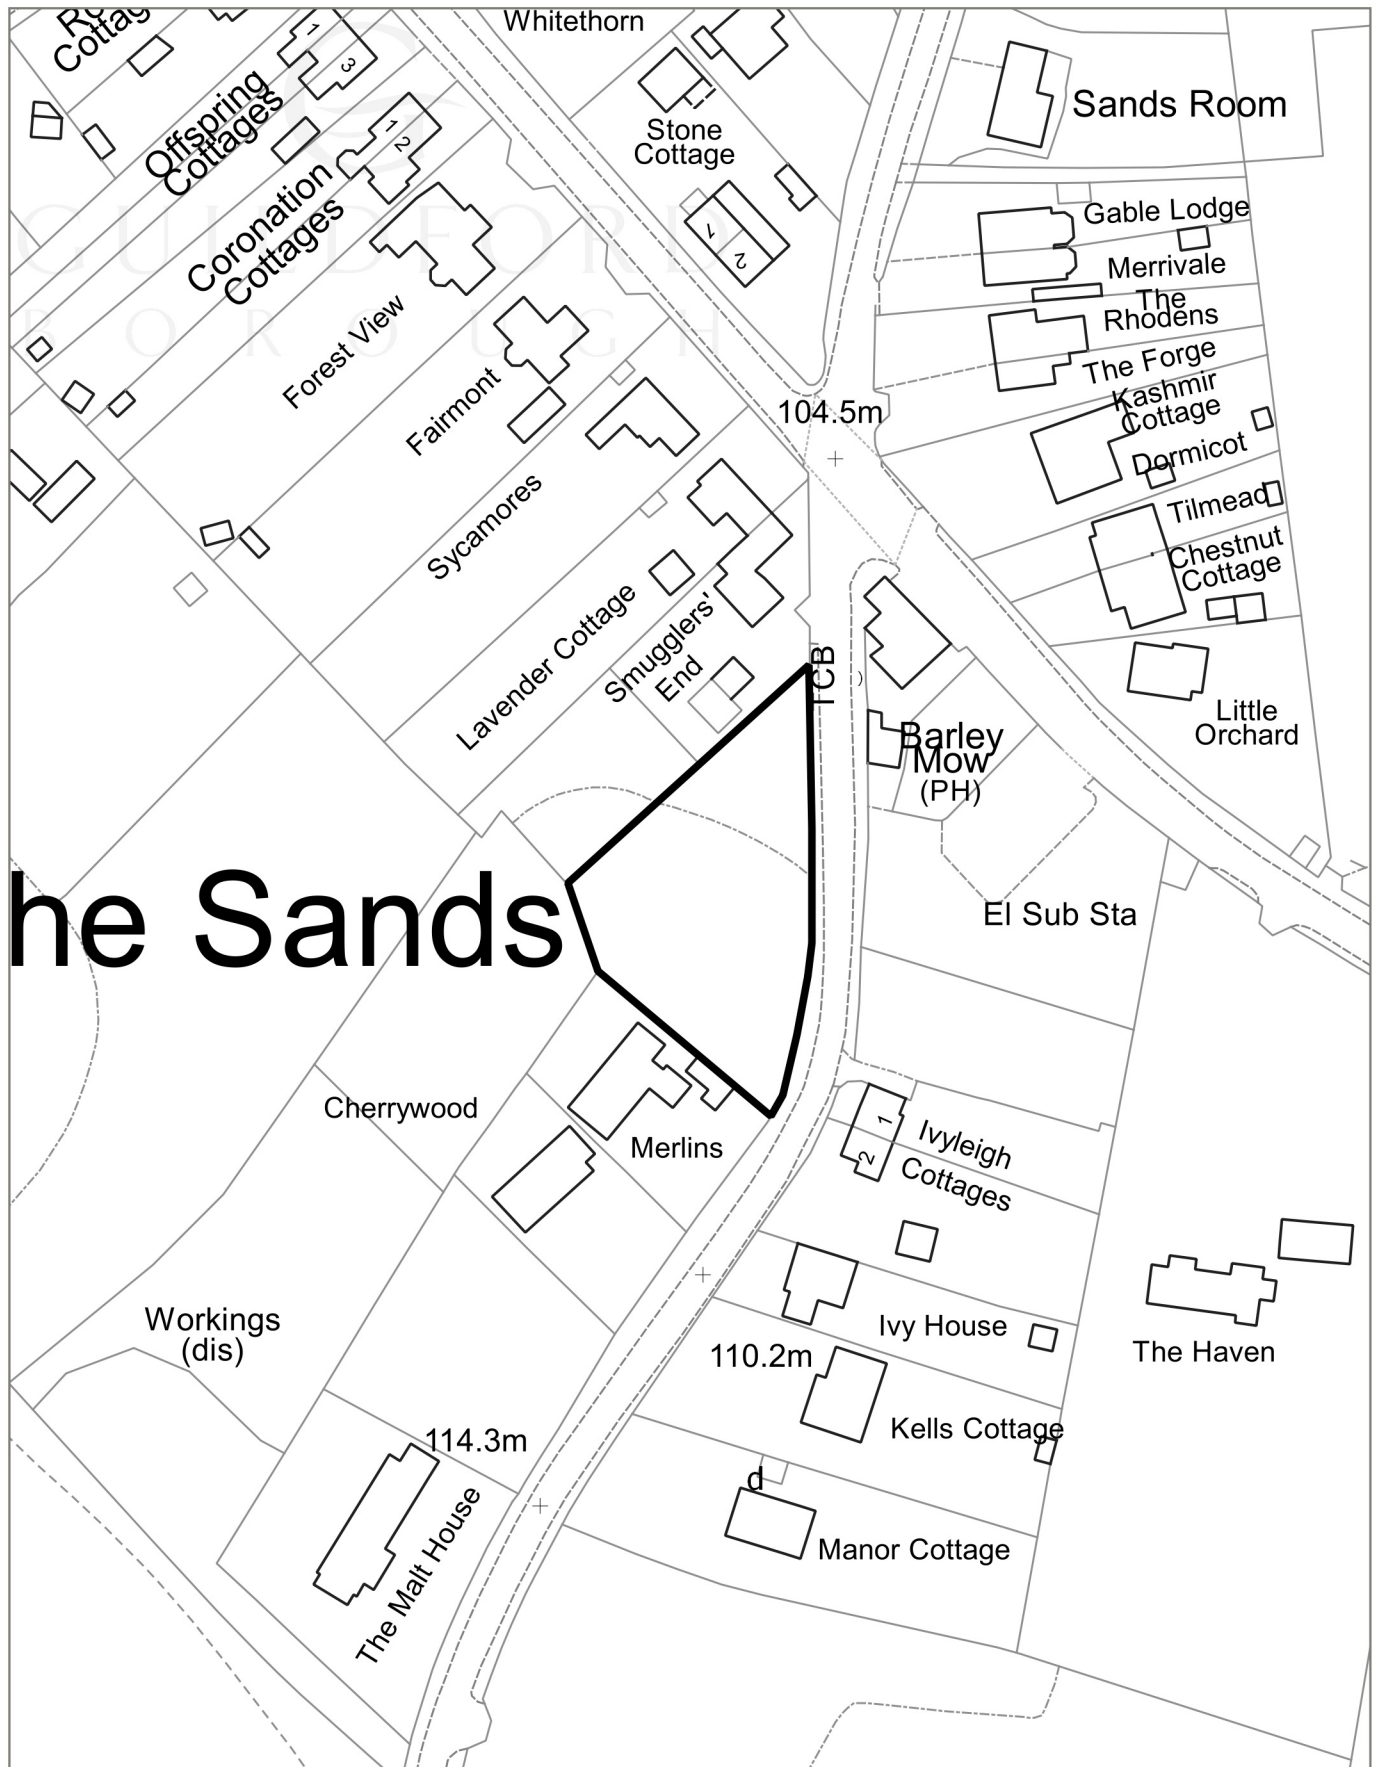 Whitethorn
Cottag
1
3
Offspring
Cottages
1
2
Coronation
Cottages
Stone
Cottage
1
2
Sands Room
GUILDFORD
BOROUGH
Gable Lodge
Merrivale
The
Rhodens
The Forge
Kashmir
Cottage
Dormicot
Tilmead
Chestnut
Cottage
Little
Orchard
Forest View
Fairmont
Sycamores
104.5m
Lavender Cottage
Smugglers'
End
TCB
Barley
Mow
(PH)
El Sub Sta
he Sands
Cherrywood
Merlins
1
2
Ivyleigh
Cottages
Workings
(dis)
Ivy House
110.2m
The Haven
Kells Cottage
114.3m
d
Manor Cottage
The Malt House